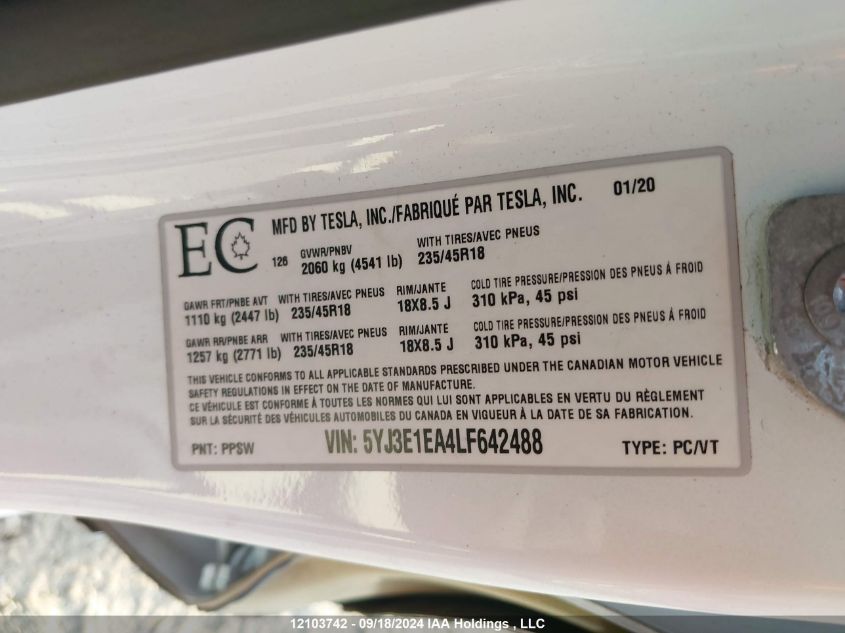 EC
MFD BY TESLA, INC./FABRIQUÉ PAR TESLA, INC. 01/20
126
GVWR/PNBV WITH TIRES/AVEC PNEUS
2060 kg (4541 lb) 235/45R18
GAWR FRT/PNBE AVT WITH TIRES/AVEC PNEUS RIM/JANTE COLD TIRE PRESSURE/PRESSION DES PNEUS À FROID
1110 kg (2447 lb) 235/45R18 18X8.5 J 310 kPa, 45 psi
GAWR RR/PNBE ARR WITH TIRES/AVEC PNEUS RIM/JANTE COLD TIRE PRESSURE/PRESSION DES PNEUS À FROID
1257 kg (2771 lb) 235/45R18 18X8.5 J 310 kPa, 45 psi
THIS VEHICLE CONFORMS TO ALL APPLICABLE STANDARDS PRESCRIBED UNDER THE CANADIAN MOTOR VEHICLE
SAFETY REGULATIONS IN EFFECT ON THE DATE OF MANUFACTURE.
CE VÉHICULE EST CONFORME À TOUTES LES NORMES QUI LUI SONT APPLICABLES EN VERTU DU RÈGLEMENT
SUR LA SÉCURITÉ DES VÉHICULES AUTOMOBILES DU CANADA EN VIGUEUR À LA DATE DE SA FABRICATION.
PNT: PPSW VIN: 5YJ3E1EA4LF642488 TYPE: PC/VT
12103742 - 09/18/2024 IAA Holdings , LLC